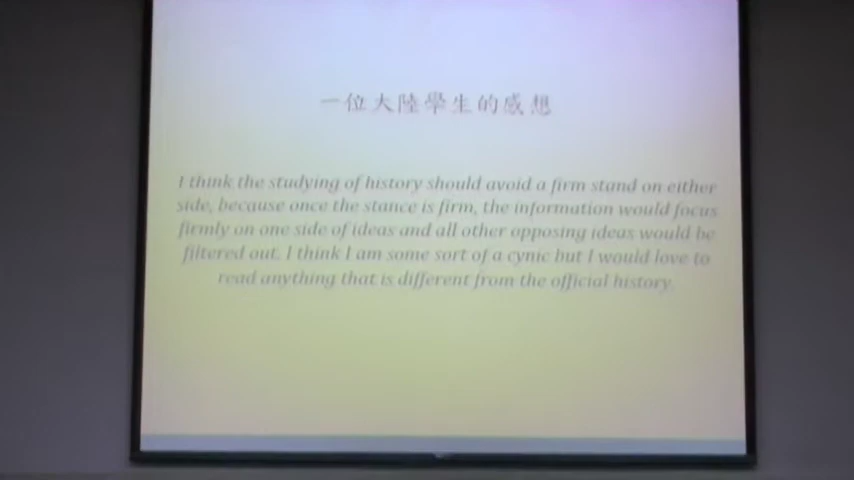 一位大陸學生的感想
I think the studying of history should avoid a firm stand on either
side, because once the stance is firm, the information would focus
firmly on one side of ideas and all other opposing ideas would be
filtered out. I think I am some sort of a cynic but I would love to
read anything that is different from the official history.